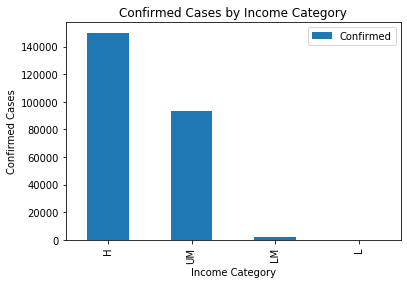 Confirmed Cases by Income Category
Confirmed
140000
120000
100000
80000
60000
40000
20000
0
Confirmed Cases
H
UM
LM
L
Income Category